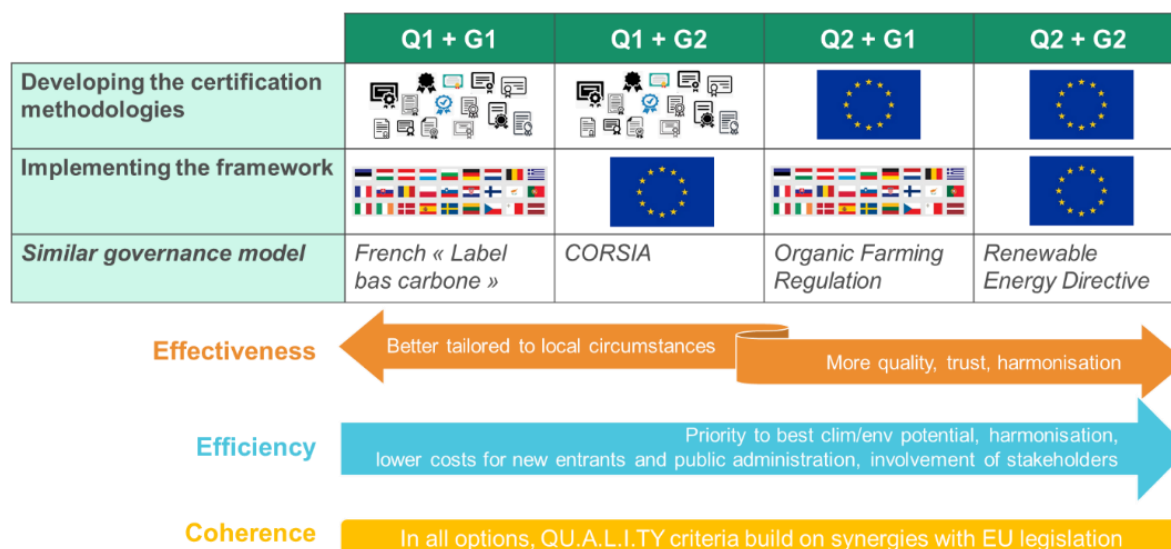 Q1 + G1
Q1 + G2
Q2 + G1
Q2 + G2
Developing the certification
methodologies
Implementing the framework
Similar governance model
French « Label
bas carbone »
CORSIA
Organic Farming
Regulation
Renewable
Energy Directive
Effectiveness
Better tailored to local circumstances
More quality, trust, harmonisation
Efficiency
Priority to best clim/env potential, harmonisation,
lower costs for new entrants and public administration, involvement of stakeholders
Coherence
In all options, QU.A.L.I.TY criteria build on synergies with EU legislation